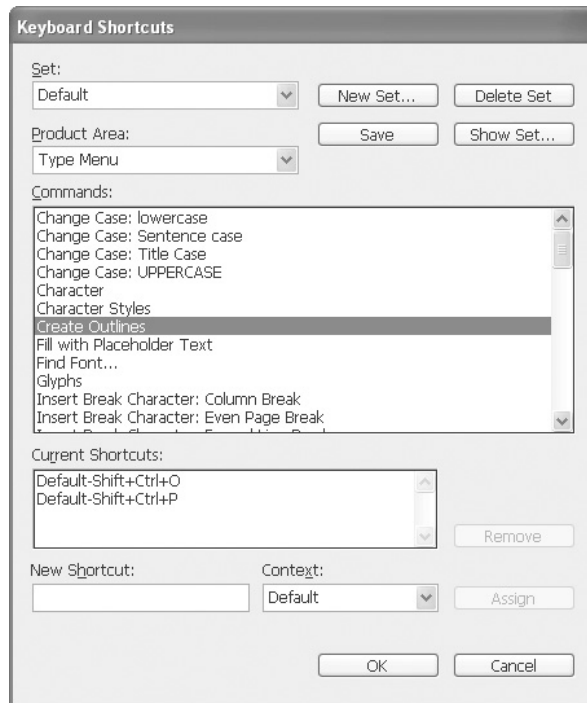 Keyboard Shortcuts
Set:
Default
New Set...
Delete Set
Product Area:
Save
Show Set...
Type Menu
Commands:
Change Case: lowercase
Change Case: Sentence case
Change Case: Title Case
Change Case: UPPERCASE
Character
Character Styles
Create Outlines
Fill with Placeholder Text
Find Font...
Glyphs
Insert Break Character: Column Break
Insert Break Character: Even Page Break
Current Shortcuts:
Default-Shift+Ctrl+O
Default-Shift+Ctrl+P
Remove
New Shortcut:
Context:
Default
Assign
OK
Cancel